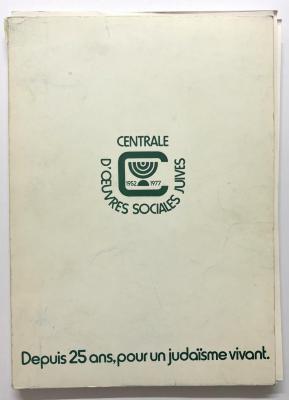 CENTRALE
D'ŒUVRES SOCIALES JUIVES
1952 1977
Depuis 25 ans, pour un judaïsme vivant.